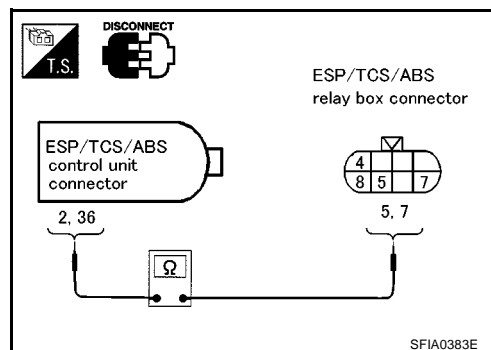 DISCONNECT
T.S.
ESP/TCS/ABS
relay box connector
ESP/TCS/ABS
control unit
connector
4
8 5 7
2, 36
5, 7
Ω
SFIA0383E